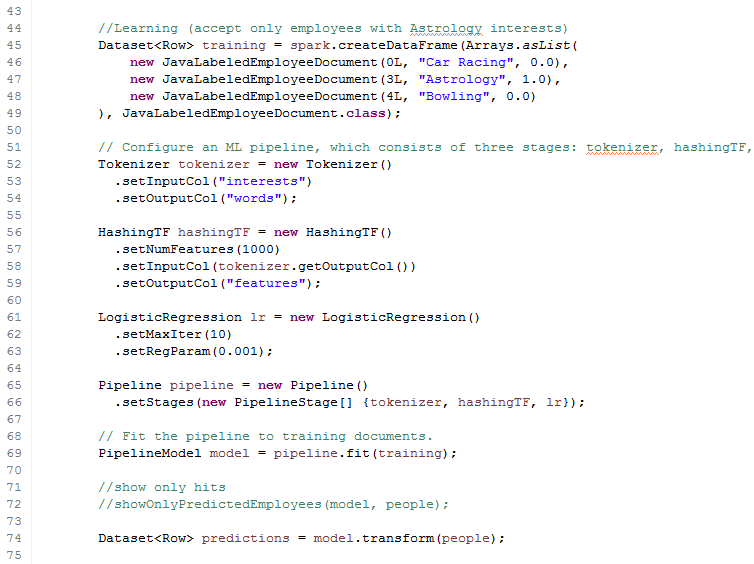 43
44 //Learning (accept only employees with Astrology interests)
45 Dataset<Row> training = spark.createDataFrame(Arrays.asList(
46 new JavaLabeledEmployeeDocument(0L, "Car Racing", 0.0),
47 new JavaLabeledEmployeeDocument(3L, "Astrology", 1.0),
48 new JavaLabeledEmployeeDocument(4L, "Bowling", 0.0)
49 ), JavaLabeledEmployeeDocument.class);
50
51 // Configure an ML pipeline, which consists of three stages: tokenizer, hashingTF,
52 Tokenizer tokenizer = new Tokenizer()
53 .setInputCol("interests")
54 .setOutputCol("words");
55
56 HashingTF hashingTF = new HashingTF()
57 .setNumFeatures(1000)
58 .setInputCol(tokenizer.getOutputCol())
59 .setOutputCol("features");
60
61 LogisticRegression lr = new LogisticRegression()
62 .setMaxIter(10)
63 .setRegParam(0.001);
64
65 Pipeline pipeline = new Pipeline()
66 .setStages(new PipelineStage[] {tokenizer, hashingTF, lr});
67
68 // Fit the pipeline to training documents.
69 PipelineModel model = pipeline.fit(training);
70
71 //show only hits
72 //showOnlyPredictedEmployees(model, people);
73
74 Dataset<Row> predictions = model.transform(people);
75